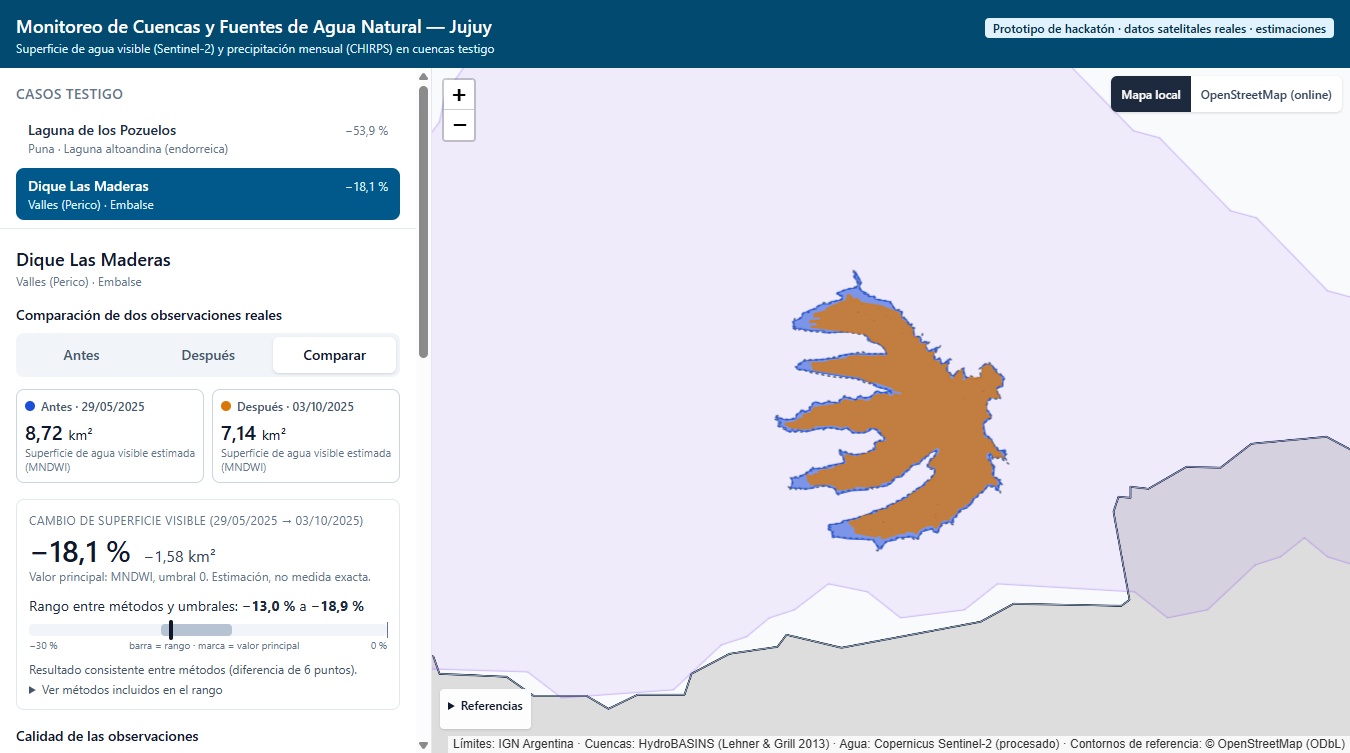 Monitoreo de Cuencas y Fuentes de Agua Natural — Jujuy
Superficie de agua visible (Sentinel-2) y precipitación mensual (CHIRPS) en cuencas testigo
Prototipo de hackatón · datos satelitales reales · estimaciones
CASOS TESTIGO
Laguna de los Pozuelos
−53,9 %
Puna · Laguna altoandina (endorreica)
Dique Las Maderas
−18,1 %
Valles (Perico) · Embalse
Dique Las Maderas
Valles (Perico) · Embalse
Comparación de dos observaciones reales
Antes
Después
Comparar
Antes · 29/05/2025
8,72 km²
Superficie de agua visible estimada
(MNDWI)
Después · 03/10/2025
7,14 km²
Superficie de agua visible estimada
(MNDWI)
CAMBIO DE SUPERFICIE VISIBLE (29/05/2025 → 03/10/2025)
−18,1 % −1,58 km²
Valor principal: MNDWI, umbral 0. Estimación, no medida exacta.
Rango entre métodos y umbrales: −13,0 % a −18,9 %
−30 %
barra = rango · marca = valor principal
0 %
Resultado consistente entre métodos (diferencia de 6 puntos).
▶ Ver métodos incluidos en el rango
Calidad de las observaciones
+
−
Mapa local
OpenStreetMap (online)
▶ Referencias
Límites: IGN Argentina · Cuencas: HydroBASINS (Lehner & Grill 2013) · Agua: Copernicus Sentinel-2 (procesado) · Contornos de referencia: © OpenStreetMap (ODbL)